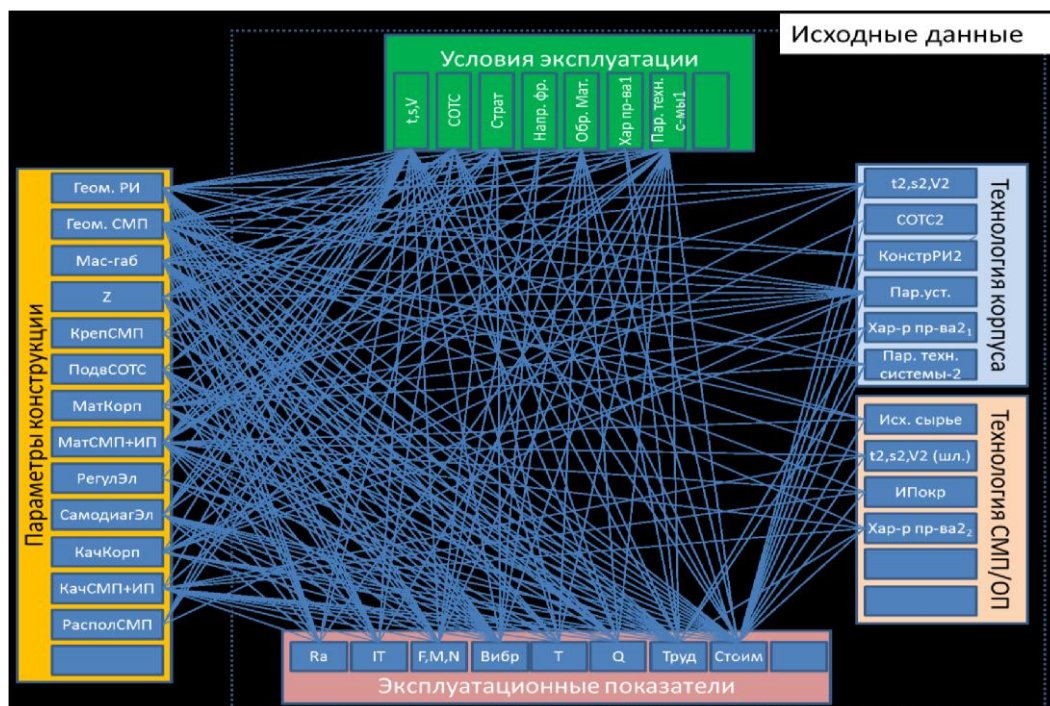 Исходные данные
Условия эксплуатации
t,s,V
СОТС
Страт
Напр. фр.
Обр. Мат.
Хар пр-ва1
Пар. техн.
с-мы1
Параметры конструкции
Геом. РИ
Геом. СМП
Мас-габ
Z
КрепСМП
ПодвСОТС
МатКорп
МатСМП+ИП
РегулЭл
СамодиагЭл
КачКорп
КачСМП+ИП
РасполСМП
Технология корпуса
t2,s2,V2
СОТС2
КонстрРИ2
Пар.уст.
Хар-р пр-ва2₁
Пар. техн.
системы-2
Технология СМП/ОП
Исх. сырье
t2,s2,V2 (шл.)
ИПокр
Хар-р пр-ва2₂
Ra
IT
F,M,N
Вибр
T
Q
Труд
Стоим
Эксплуатационные показатели